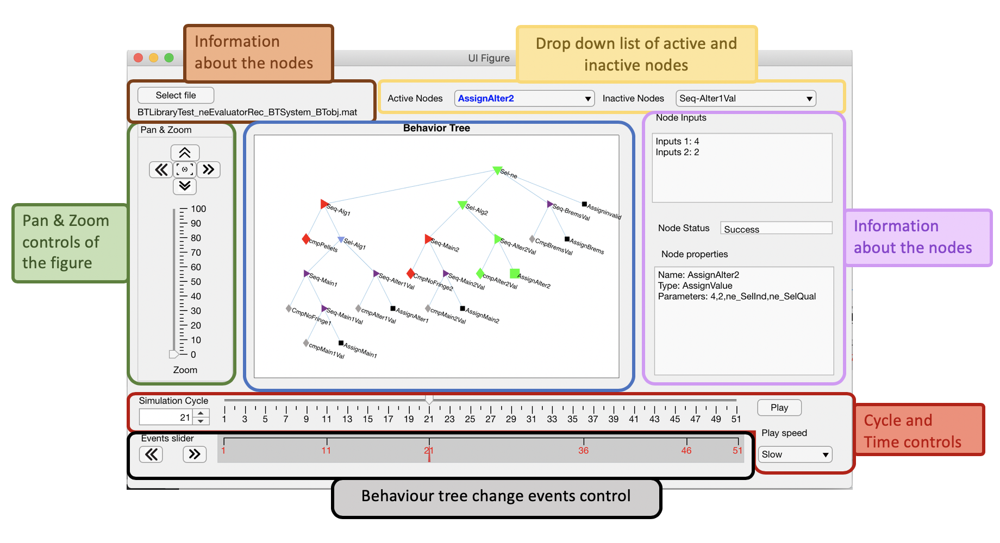 Information
about the nodes
Drop down list of active and
inactive nodes
UI Figure
Select file
BTLibraryTest_neEvaluatorRec_BTSystem_BTobj.mat
Active Nodes
AssignAlter2
Inactive Nodes
Seq-Alter1Val
Pan & Zoom
controls of
the figure
Pan & Zoom
100
90
80
70
60
50
40
30
20
10
0
Zoom
Behavior Tree
Sel-ne
Seq-Alg1
Sel-Alg2
Seq-BremsVal
Assigninvalid
cmpPellets
Sel-Alg1
Seq-Main2
Seq-Alter2Val
CmpBremsVal
AssignBrems
Seq-Main1
Seq-Alter1Val
CmpNoFringe2
Seq-Main2Val
cmpAlter2Val
AssignAlter2
CmpNoFringe1
Seq-Main1Val
cmpAlter1Val
AssignAlter1
cmpMain2Val
AssignMain2
cmpMain1Val
AssignMain1
Node Inputs
Inputs 1: 4
Inputs 2: 2
Node Status
Success
Node properties
Name: AssignAlter2
Type: AssignValue
Parameters: 4,2,ne_SelInd,ne_SelQual
Information
about the nodes
Simulation Cycle
21
1 3 5 7 9 11 13 15 17 19 21 23 25 27 29 31 33 35 37 39 41 43 45 47 49 51
Play
Events slider
1 11 21 36 46 51
Play speed
Slow
Cycle and
Time controls
Behaviour tree change events control